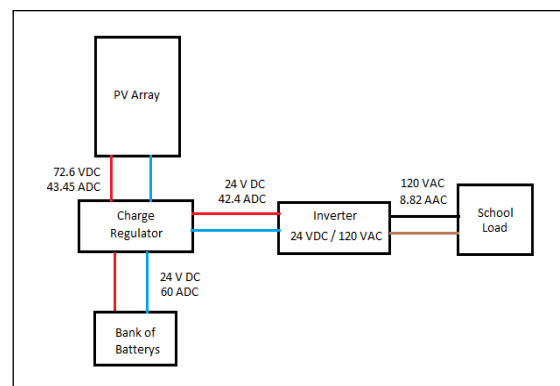 PV Array
72.6 VDC
43.45 ADC
24 V DC
42.4 ADC
120 VAC
8.82 AAC
Charge
Regulator
Inverter
24 VDC / 120 VAC
School
Load
24 V DC
60 ADC
Bank of
Batterys